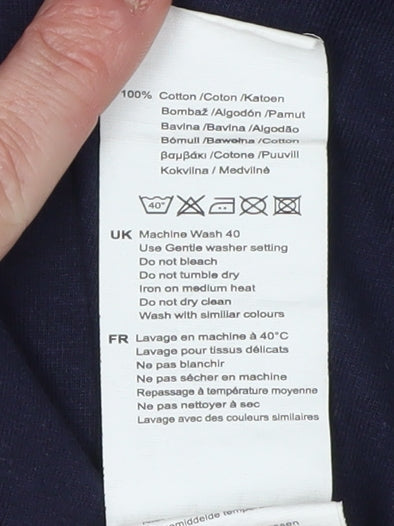 100% Cotton /Coton /Katoen
Bombaž /Algodón /Pamut
Bavlna /Bavlna /Algodão
Bómull /Bawełna /Cotton
βαμβάκι /Cotone /Puuvill
Kokvilna / Medvilnė
40°
UK Machine Wash 40
Use Gentle washer setting
Do not bleach
Do not tumble dry
Iron on medium heat
Do not dry clean
Wash with similiar colours
FR Lavage en machine à 40°C
Lavage pour tissus délicats
Ne pas blanchir
Ne pas sécher en machine
Repassage à température moyenne
Ne pas nettoyer à sec
Lavage avec des couleurs similaires